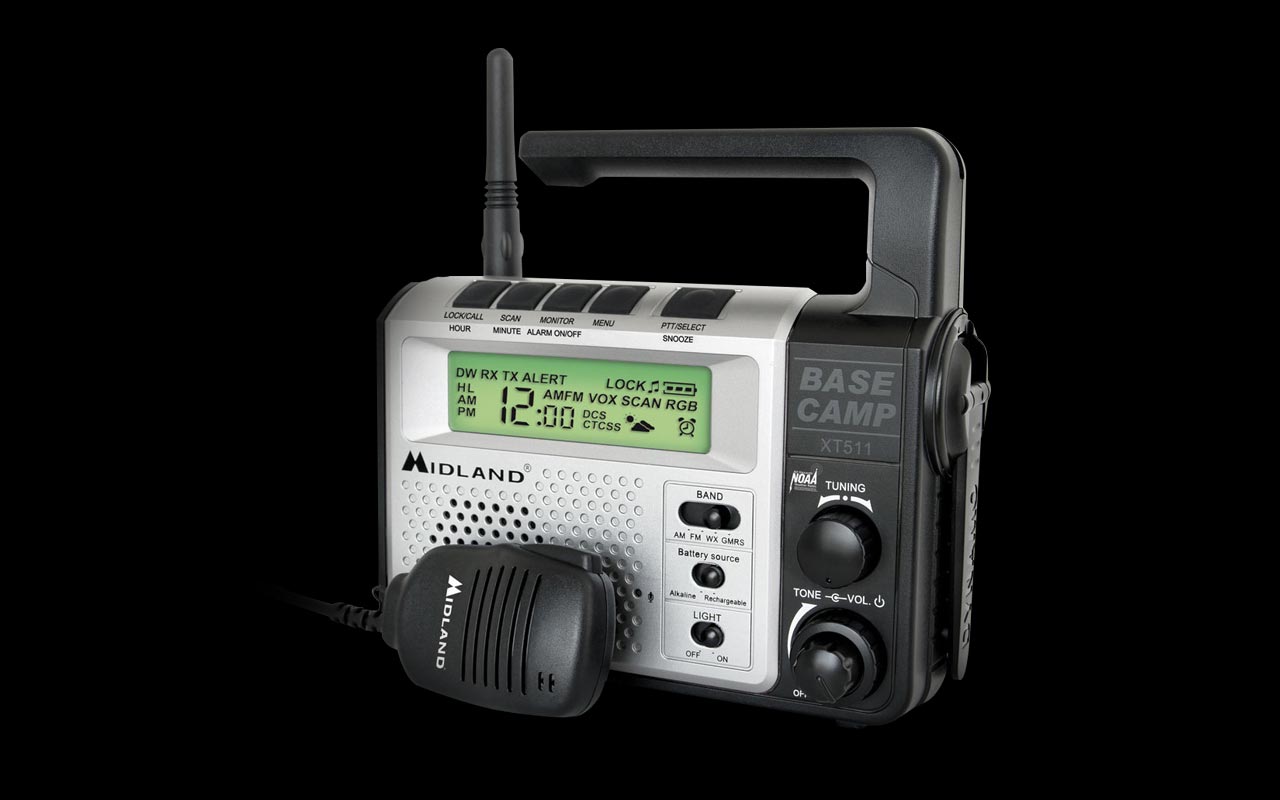 LOCK/CALL SCAN MONITOR MENU PTT/SELECT
HOUR MINUTE ALARM ON/OFF SNOOZE
DW RX TX ALERT LOCK
HL AMFM VOX SCAN RGB
AM 12:00 DCS
PM CTCSS
MIDLAND®
BASE
CAMP
XT511
NOAA
TUNING
BAND
AM FM WX GMRS
Battery source
Alkaline Rechargeable
TONE VOL.
LIGHT
OFF ON
MIDLAND